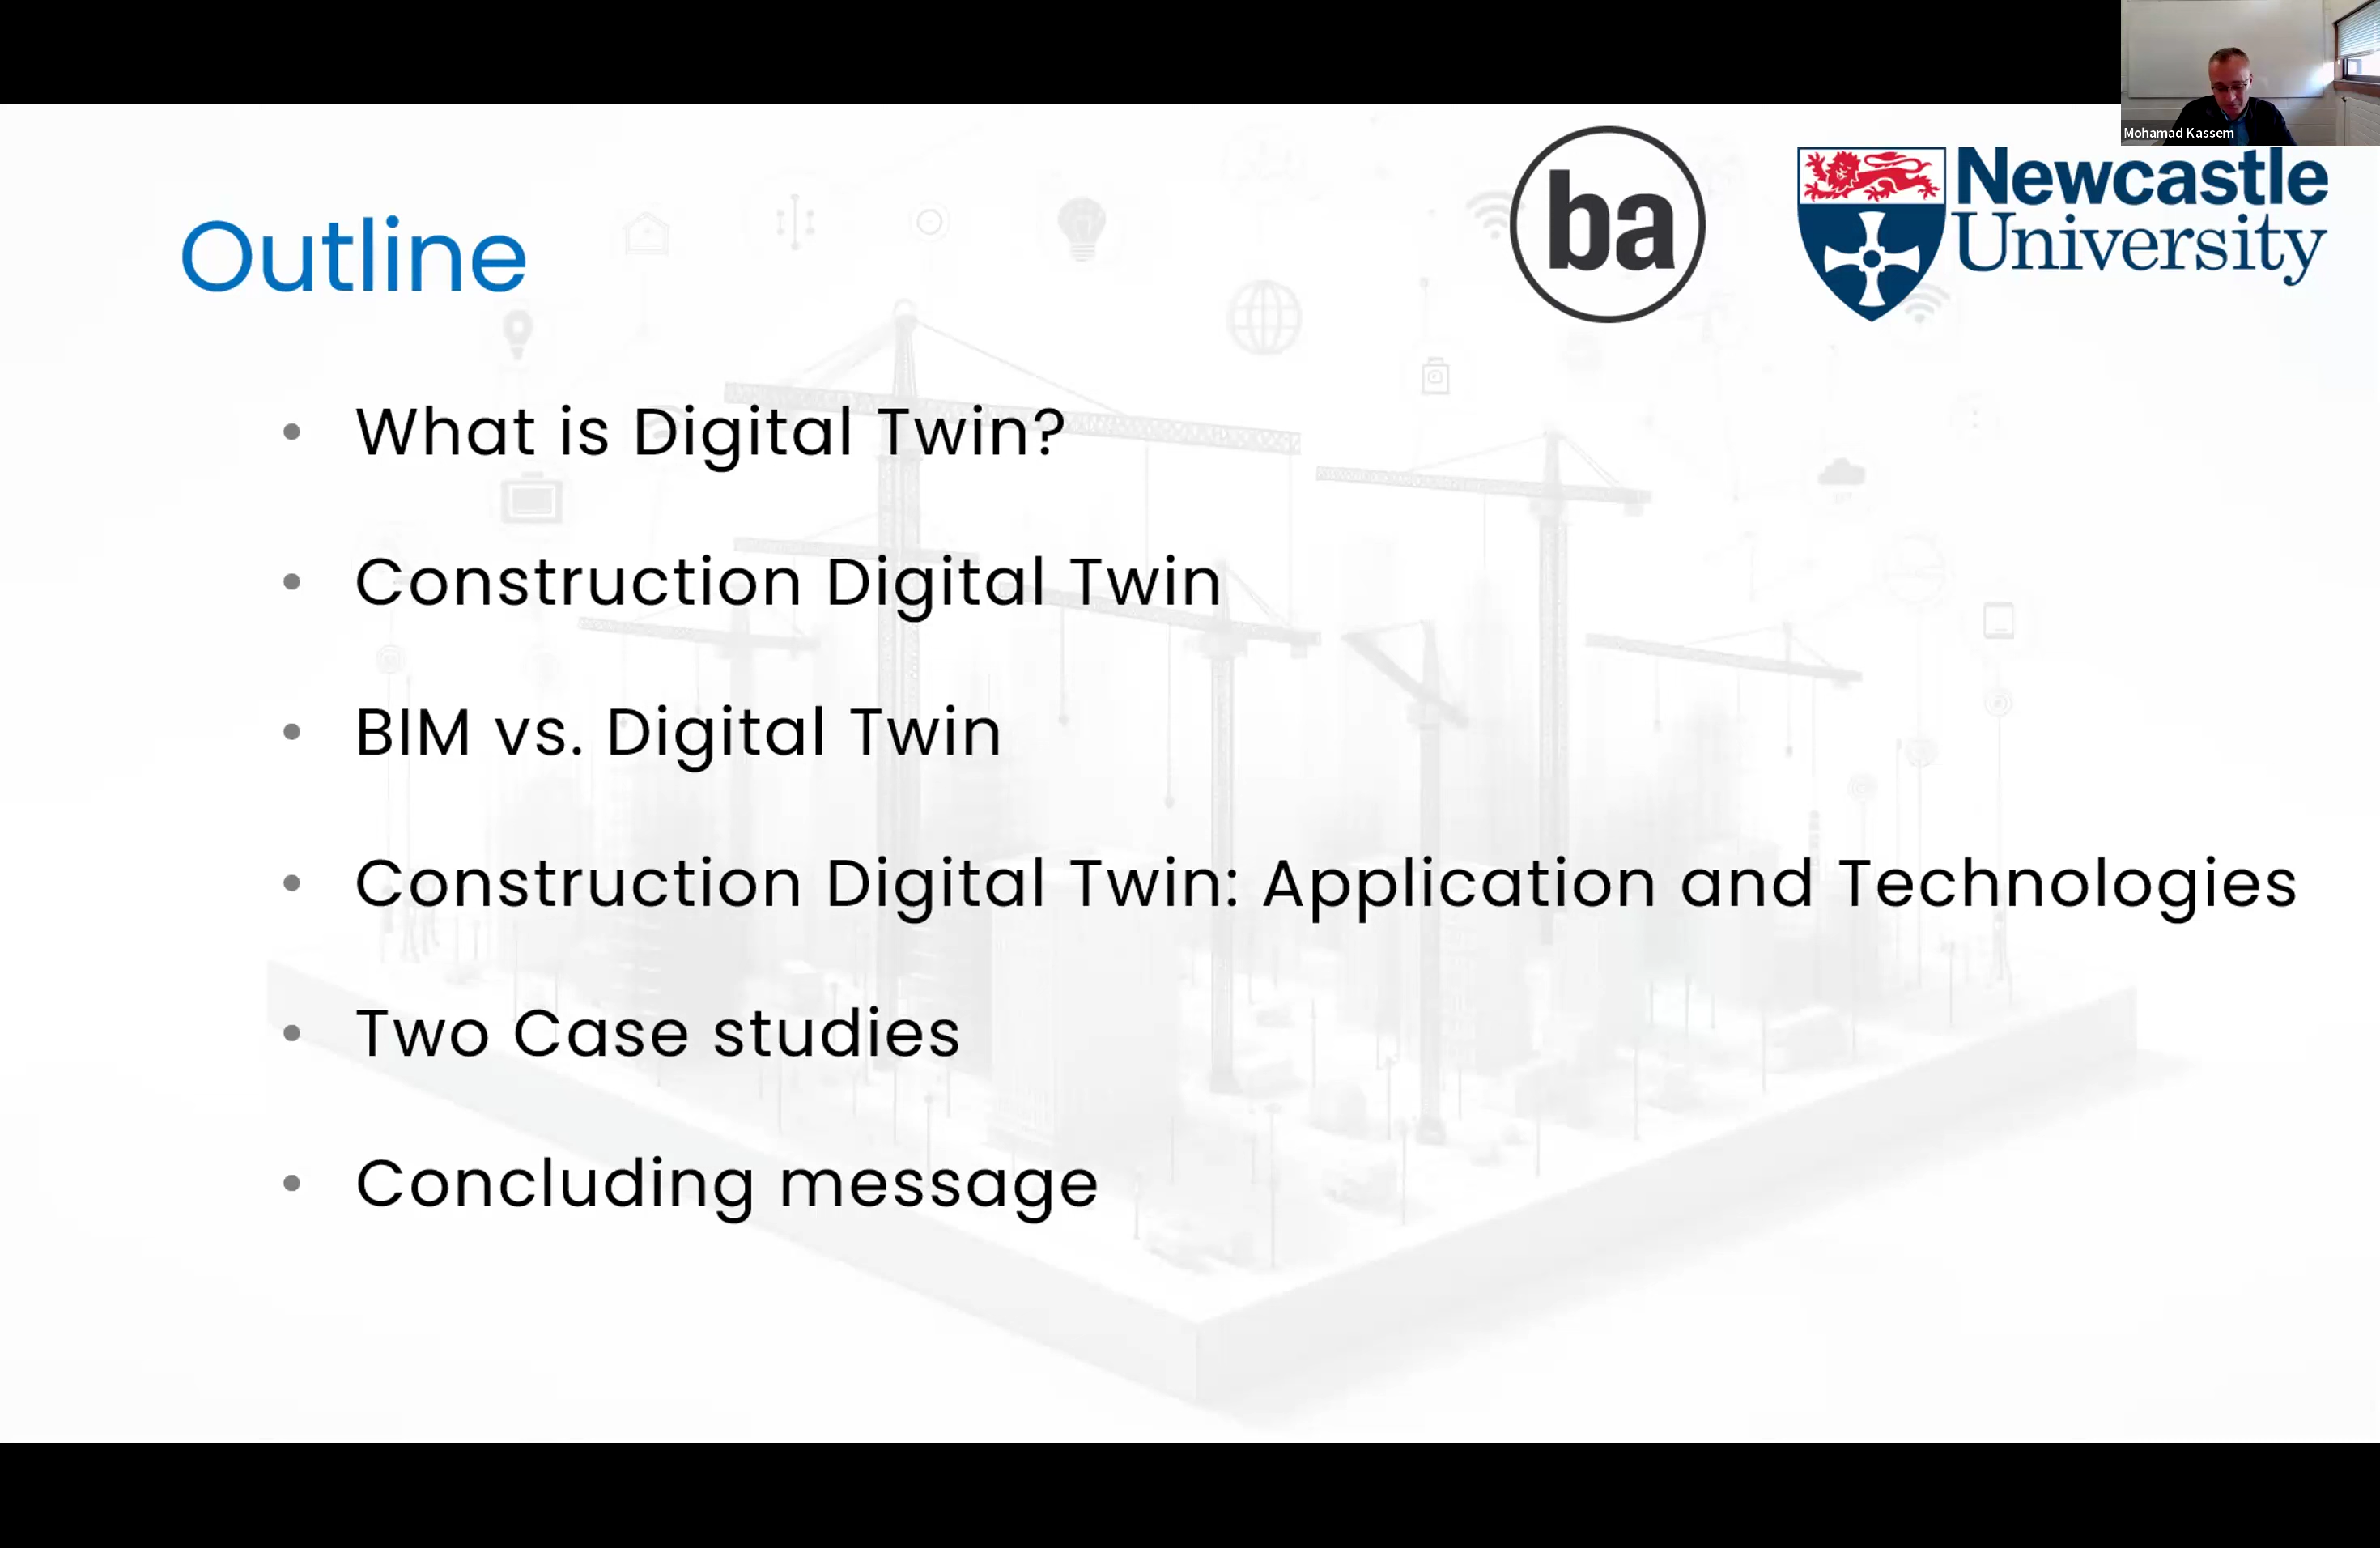 Mohamad Kassem
ba
Newcastle
University
Outline
• What is Digital Twin?
• Construction Digital Twin
• BIM vs. Digital Twin
• Construction Digital Twin: Application and Technologies
• Two Case studies
• Concluding message